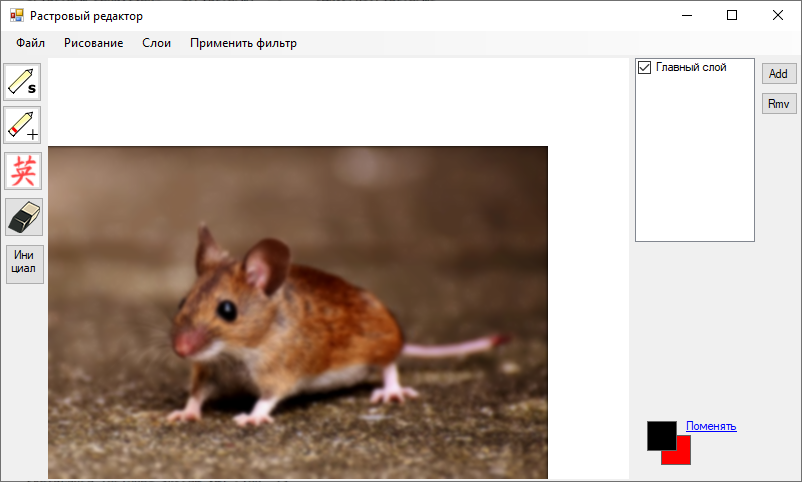 Растровый редактор
Файл Рисование Слои Применить фильтр
s
英
Ини
циал
Главный слой
Add
Rmv
Поменять